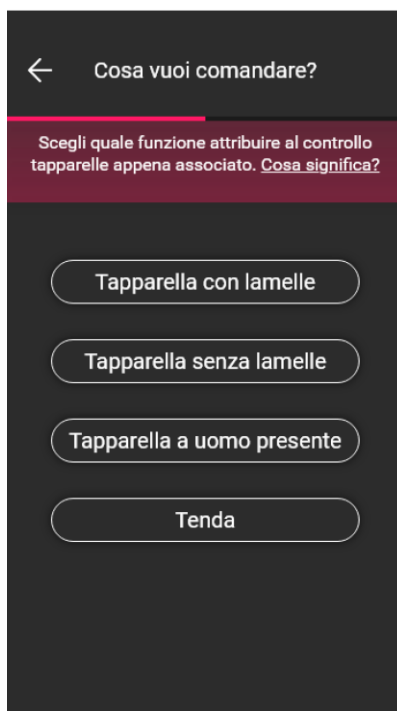 Cosa vuoi comandare?
Scegli quale funzione attribuire al controllo
tapparelle appena associato. Cosa significa?
Tapparella con lamelle
Tapparella senza lamelle
Tapparella a uomo presente
Tenda